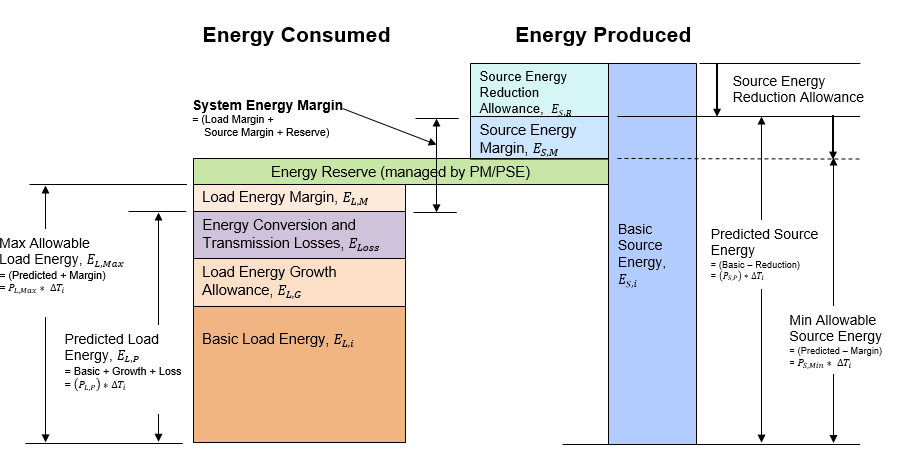 Energy Consumed
Energy Produced
System Energy Margin
= (Load Margin +
Source Margin + Reserve)
Source Energy
Reduction
Allowance, E_S,R
Source Energy
Margin, E_S,M
Source Energy
Reduction Allowance
Energy Reserve (managed by PM/PSE)
Load Energy Margin, E_L,M
Energy Conversion and
Transmission Losses, E_Loss
Load Energy Growth
Allowance, E_L,G
Basic Load Energy, E_L,i
Max Allowable
Load Energy, E_L,Max
= (Predicted + Margin)
= P_L,Max * ΔT_i
Predicted Load
Energy, E_L,P
= Basic + Growth + Loss
= (P_L,P) * ΔT_i
Basic
Source
Energy,
E_S,i
Predicted Source
Energy
= (Basic – Reduction)
= (P_S,P) * ΔT_i
Min Allowable
Source Energy
= (Predicted – Margin)
= P_S,Min * ΔT_i